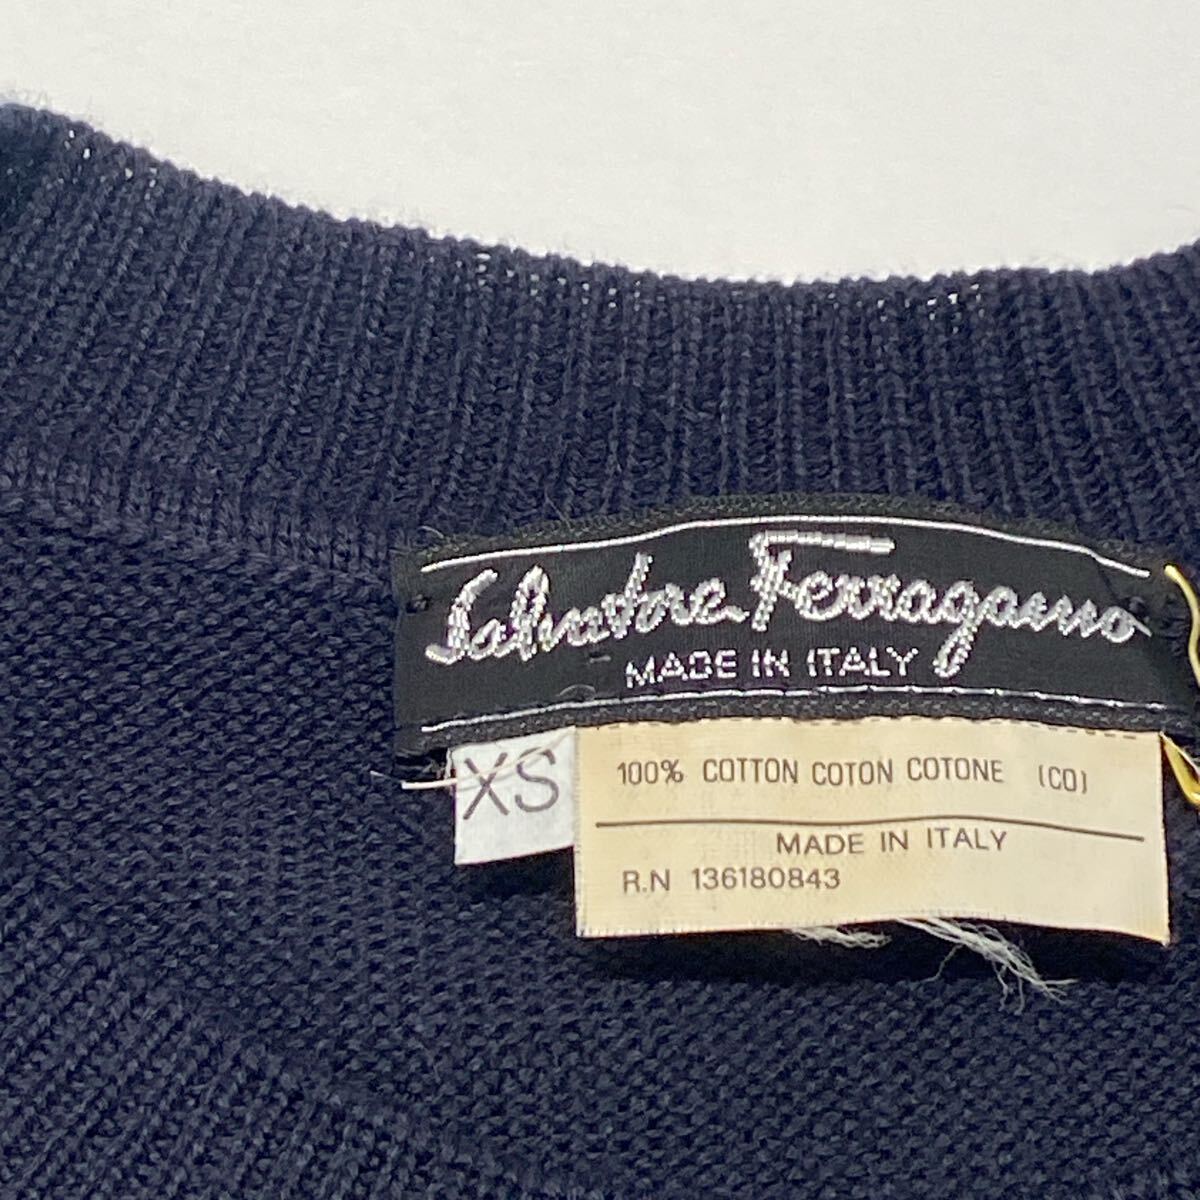 Salvatore Ferragamo
MADE IN ITALY
XS
100% COTTON COTON COTONE (CO)
MADE IN ITALY
R.N 136180843